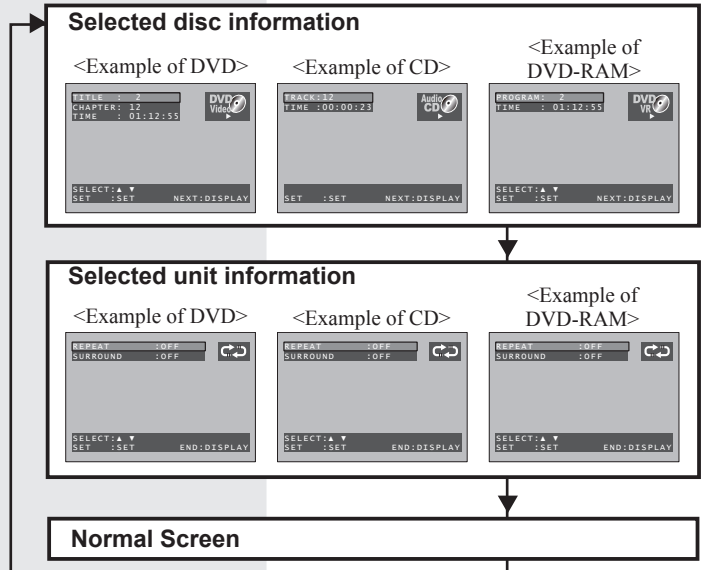 Selected disc information
<Example of DVD>
<Example of CD>
<Example of
DVD-RAM>
TITLE : 2
CHAPTER: 12
TIME : 01:12:55
DVD
Video
SELECT:▲ ▼
SET :SET NEXT:DISPLAY
TRACK:12
TIME :00:00:23
Audio
CD
SET :SET NEXT:DISPLAY
PROGRAM: 2
TIME : 01:12:55
DVD
VR
SELECT:▲ ▼
SET :SET NEXT:DISPLAY
Selected unit information
<Example of DVD>
<Example of CD>
<Example of
DVD-RAM>
REPEAT :OFF
SURROUND :OFF
SELECT:▲ ▼
SET :SET END:DISPLAY
REPEAT :OFF
SURROUND :OFF
SELECT:▲ ▼
SET :SET END:DISPLAY
REPEAT :OFF
SURROUND :OFF
SELECT:▲ ▼
SET :SET END:DISPLAY
Normal Screen